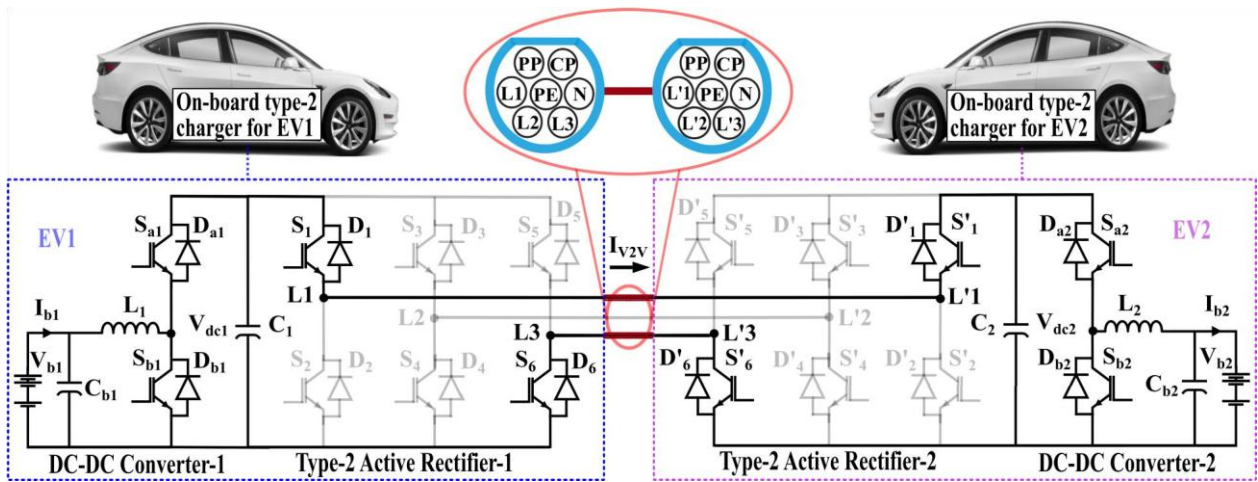 On-board type-2
charger for EV1
PP CP
L1 PE N
L2 L3
PP CP
L'1 PE N
L'2 L'3
On-board type-2
charger for EV2
EV1
Sa1 Da1
S1 D1
S3 D3
S5 D5
Ib1
L1
Vb1
Cb1
Sb1 Db1
Vdc1 C1
L1
L2
L3
S2 D2
S4 D4
S6 D6
DC-DC Converter-1
Type-2 Active Rectifier-1
IV2V
D'5 S'5
D'3 S'3
D'1 S'1
Da2 Sa2
EV2
L'1
L'2
L'3
D'6 S'6
D'4 S'4
D'2 S'2
C2 Vdc2
L2
Ib2
Db2 Sb2
Cb2
Vb2
Type-2 Active Rectifier-2
DC-DC Converter-2